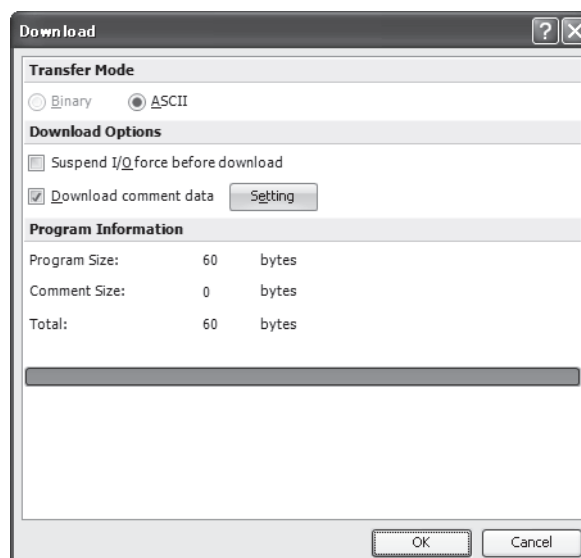 Download
Transfer Mode
Binary ASCII
Download Options
Suspend I/O force before download
Download comment data Setting
Program Information
Program Size: 60 bytes
Comment Size: 0 bytes
Total: 60 bytes
OK Cancel